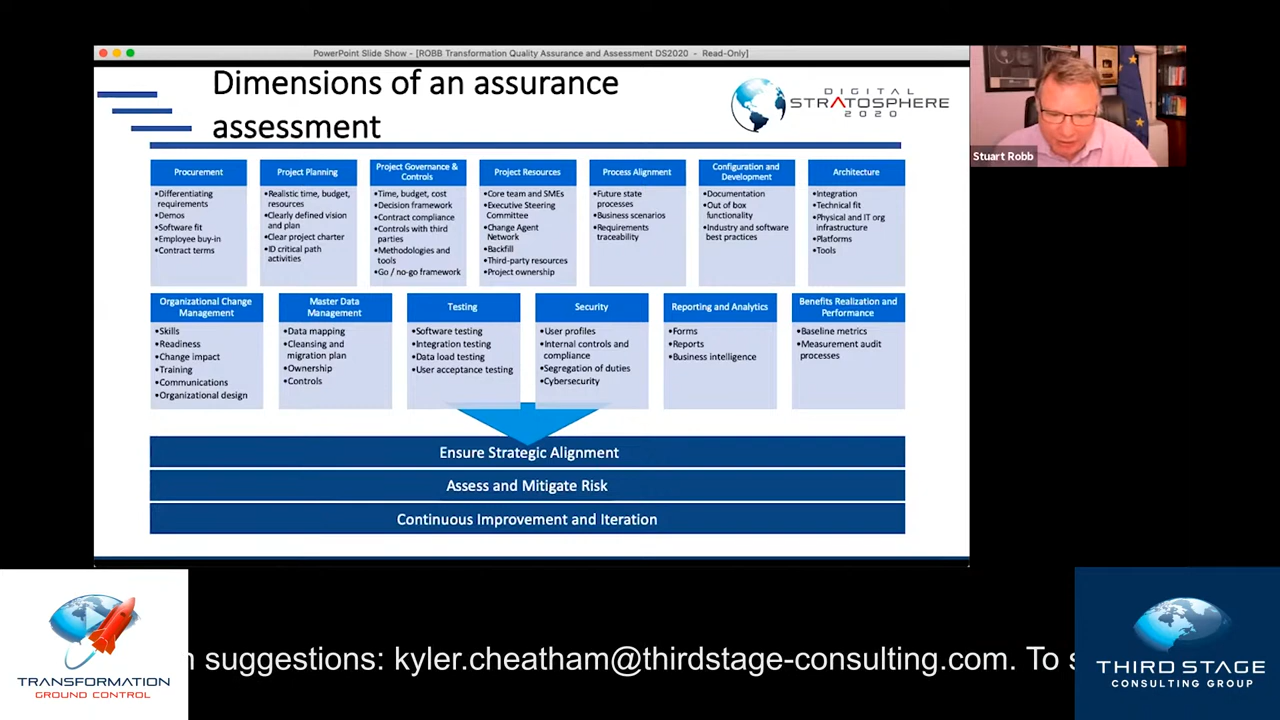 PowerPoint Slide Show - [ROBB Transformation Quality Assurance and Assessment DS2020 - Read-Only]
Dimensions of an assurance
assessment
DIGITAL
STRATOSPHERE
2020
Stuart Robb
Procurement
•Differentiating
requirements
•Demos
•Software fit
•Employee buy-in
•Contract terms
Project Planning
•Realistic time, budget,
resources
•Clearly defined vision
and plan
•Clear project charter
•ID critical path
activities
Project Governance &
Controls
•Time, budget, cost
•Decision framework
•Contract compliance
•Controls with third
parties
•Methodologies and
tools
•Go / no-go framework
Project Resources
•Core team and SMEs
•Executive Steering
Committee
•Change Agent
Network
•Backfill
•Third-party resources
•Project ownership
Process Alignment
•Future state
processes
•Business scenarios
•Requirements
traceability
Configuration and
Development
•Documentation
•Out of box
functionality
•Industry and software
best practices
Architecture
•Integration
•Technical fit
•Physical and IT org
infrastructure
•Platforms
•Tools
Organizational Change
Management
•Skills
•Readiness
•Change impact
•Training
•Communications
•Organizational design
Master Data
Management
•Data mapping
•Cleansing and
migration plan
•Ownership
•Controls
Testing
•Software testing
•Integration testing
•Data load testing
•User acceptance testing
Security
•User profiles
•Internal controls and
compliance
•Segregation of duties
•Cybersecurity
Reporting and Analytics
•Forms
•Reports
•Business intelligence
Benefits Realization and
Performance
•Baseline metrics
•Measurement audit
processes
Ensure Strategic Alignment
Assess and Mitigate Risk
Continuous Improvement and Iteration
TRANSFORMATION
GROUND CONTROL
suggestions: kyler.cheatham@thirdstage-consulting.com. To
THIRD STAGE
CONSULTING GROUP